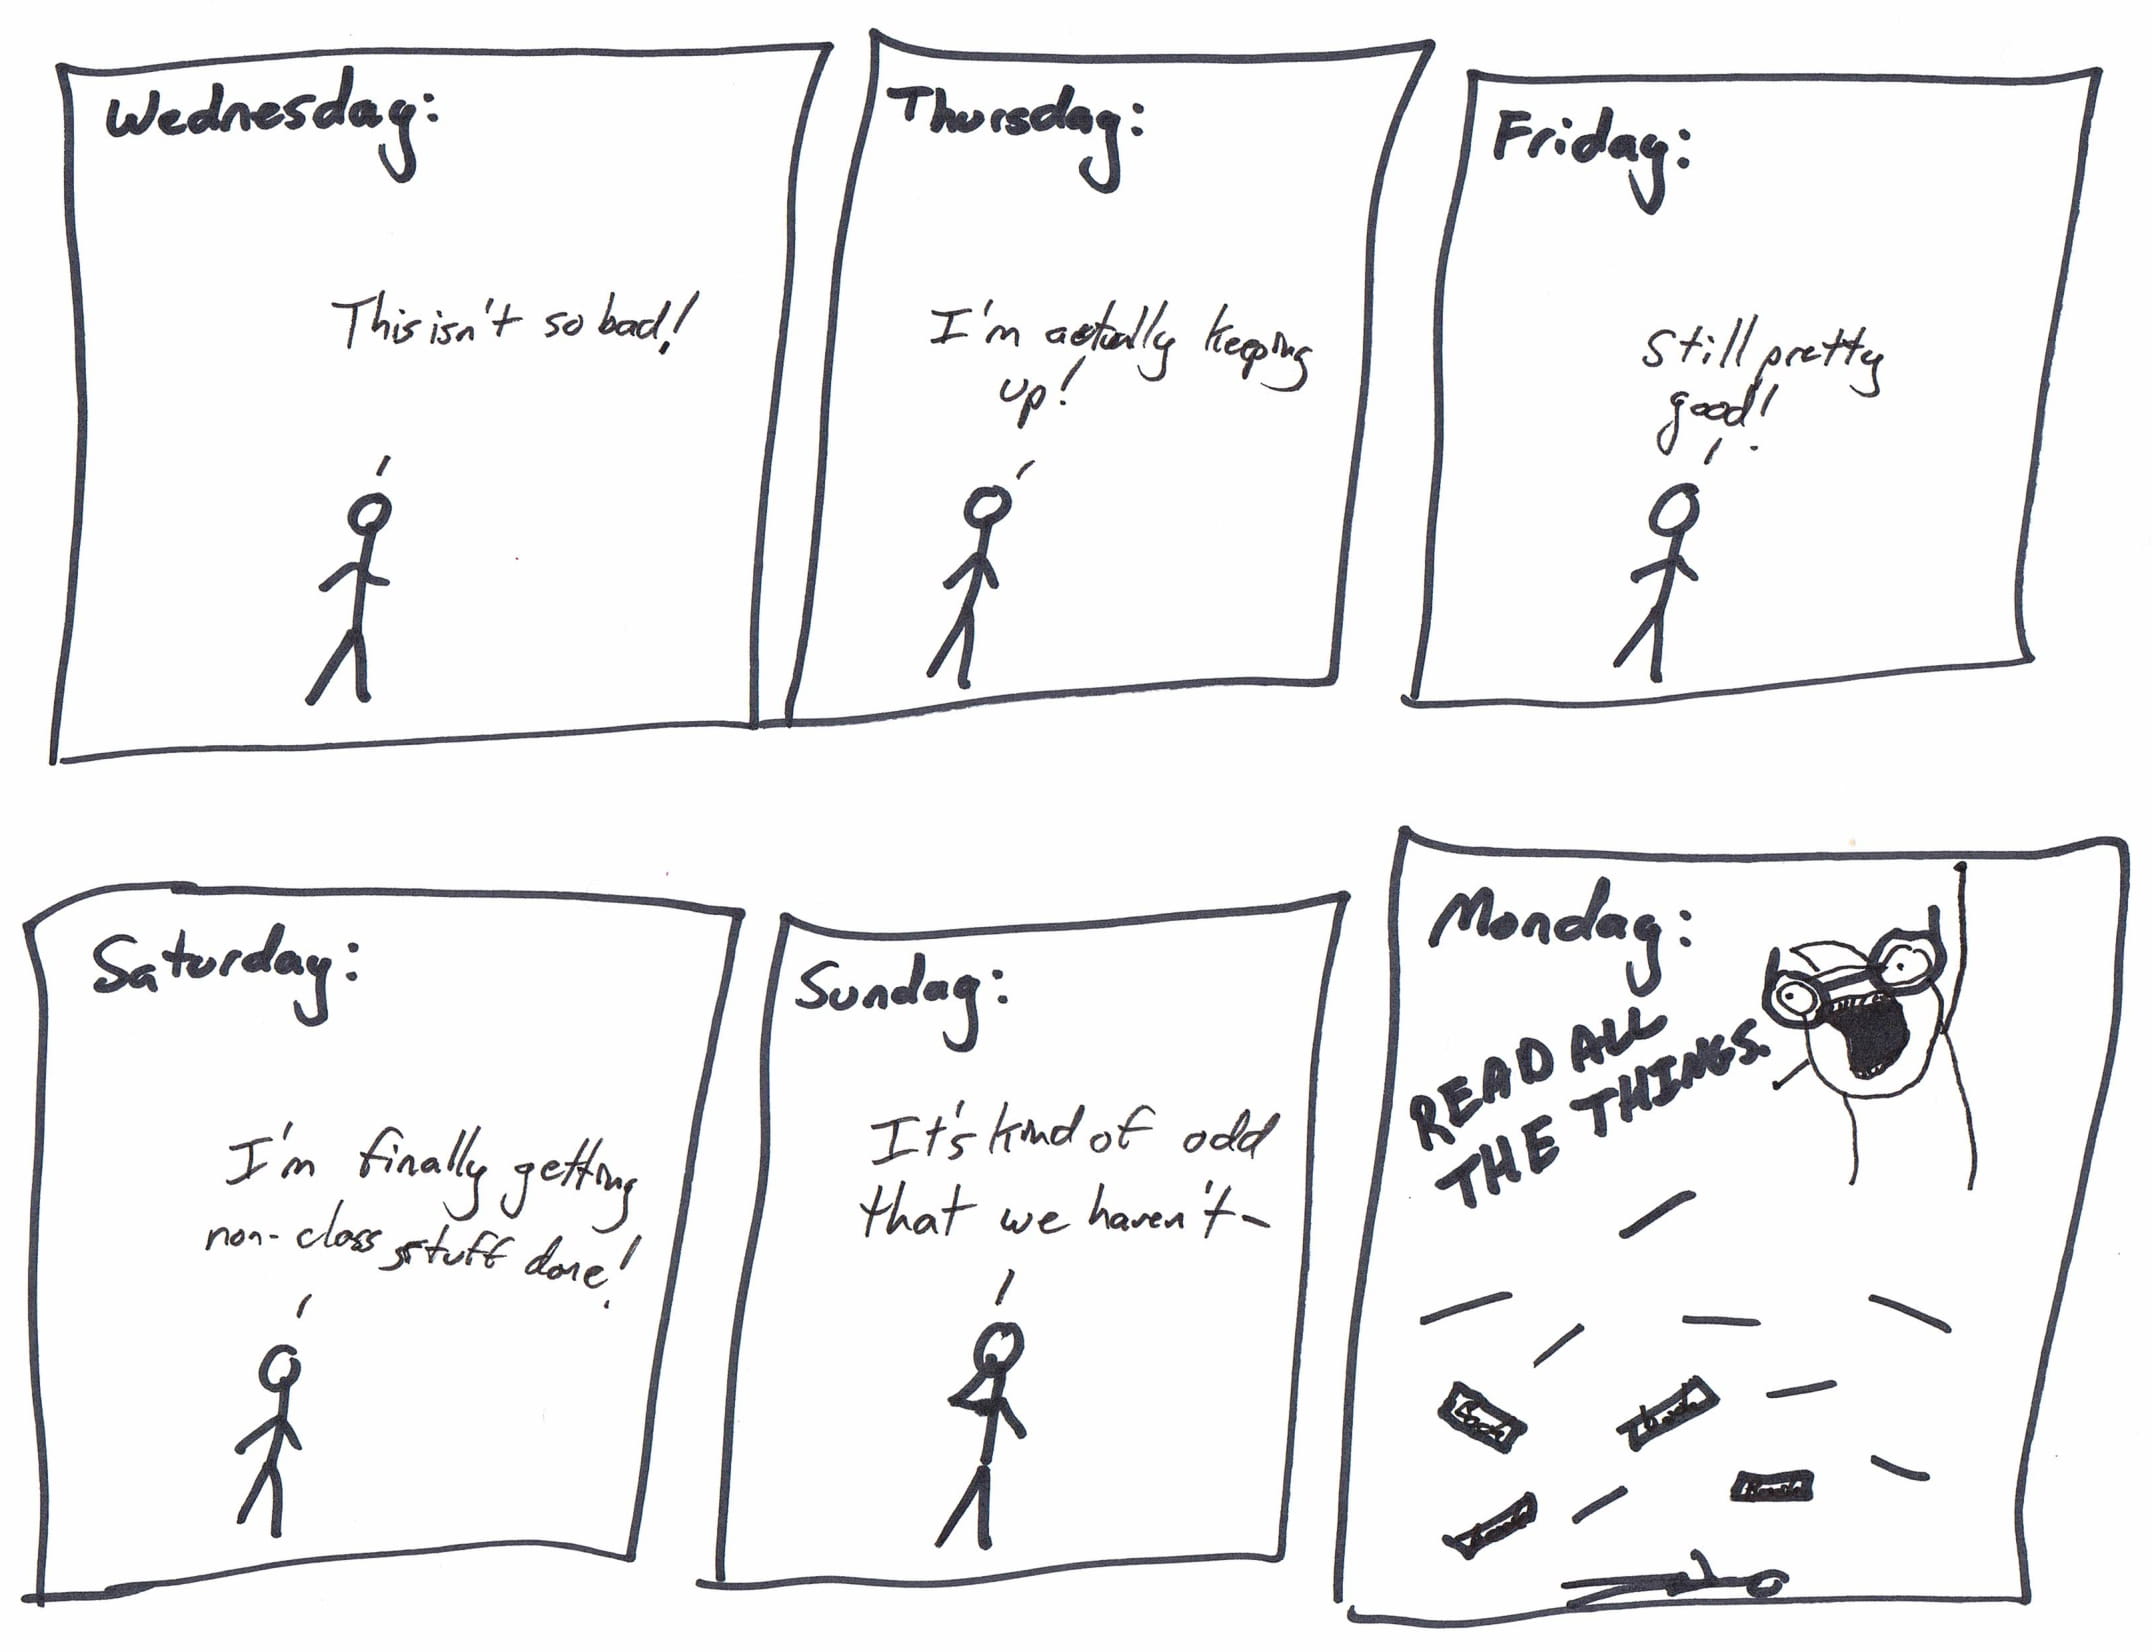 Wednesday:
This isn't so bad!
Thursday:
I'm actually keeping
up!
Friday:
Still pretty
good!
Saturday:
I'm finally getting
non-class stuff done!
Sunday:
It's kind of odd
that we haven't-
Monday:
READ ALL
THE THINGS.